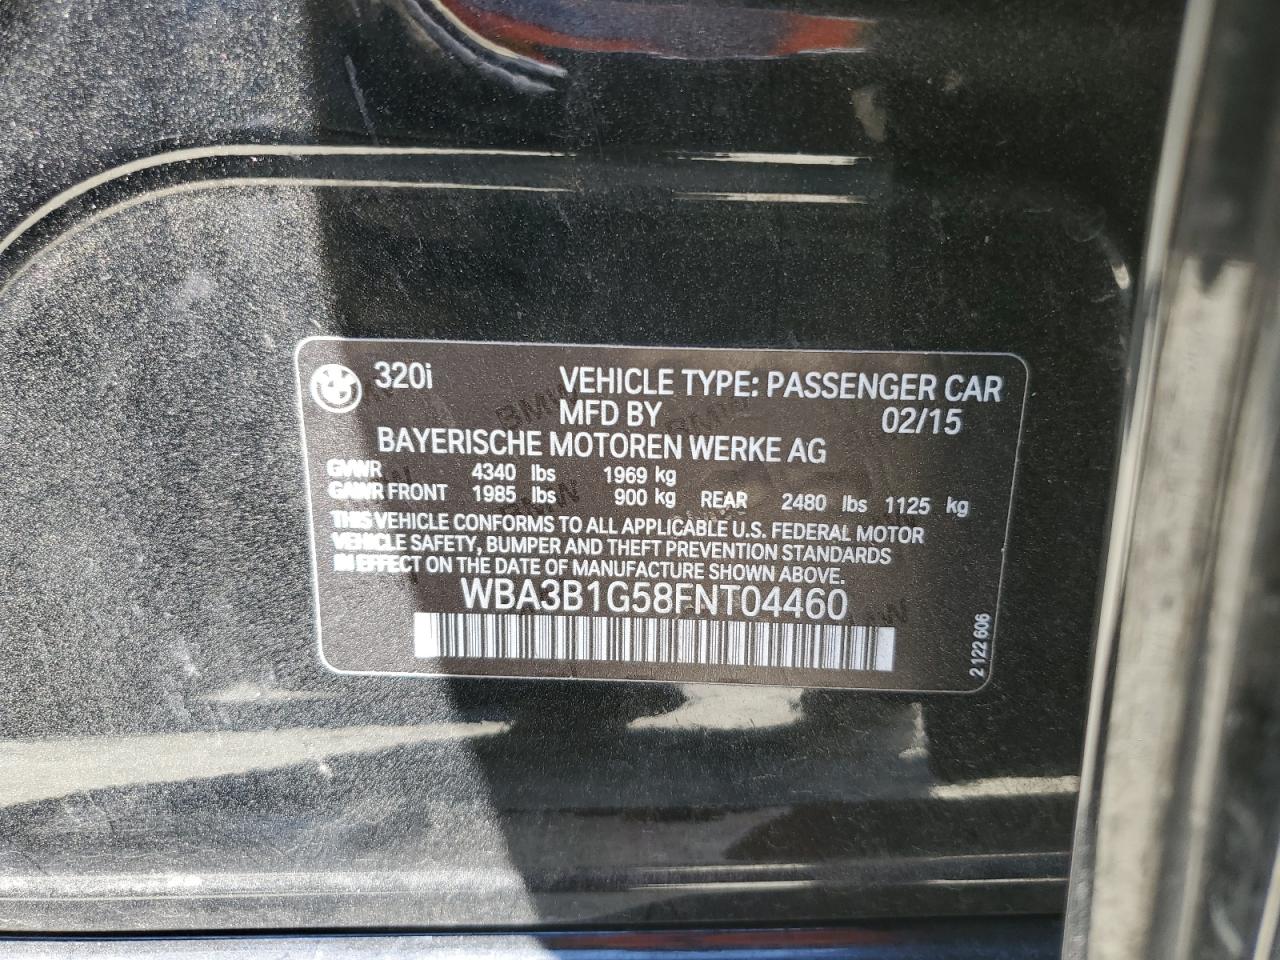 320i VEHICLE TYPE: PASSENGER CAR
MFD BY 02/15
BAYERISCHE MOTOREN WERKE AG
GVWR 4340 lbs 1969 kg
GAWR FRONT 1985 lbs 900 kg REAR 2480 lbs 1125 kg
THIS VEHICLE CONFORMS TO ALL APPLICABLE U.S. FEDERAL MOTOR
VEHICLE SAFETY, BUMPER AND THEFT PREVENTION STANDARDS
IN EFFECT ON THE DATE OF MANUFACTURE SHOWN ABOVE.
WBA3B1G58FNT04460
2 122 606